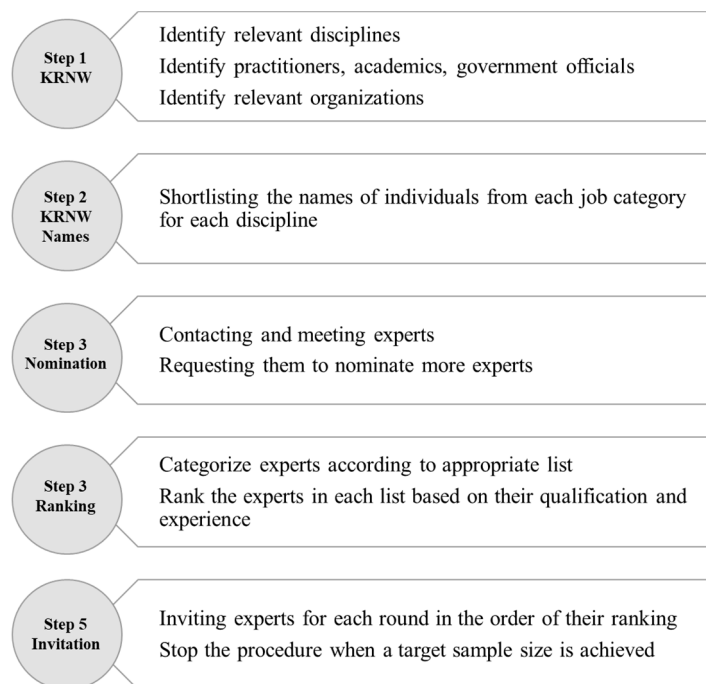 Step 1
KRNW
Identify relevant disciplines
Identify practitioners, academics, government officials
Identify relevant organizations
Step 2
KRNW
Names
Shortlisting the names of individuals from each job category
for each discipline
Step 3
Nomination
Contacting and meeting experts
Requesting them to nominate more experts
Step 3
Ranking
Categorize experts according to appropriate list
Rank the experts in each list based on their qualification and
experience
Step 5
Invitation
Inviting experts for each round in the order of their ranking
Stop the procedure when a target sample size is achieved